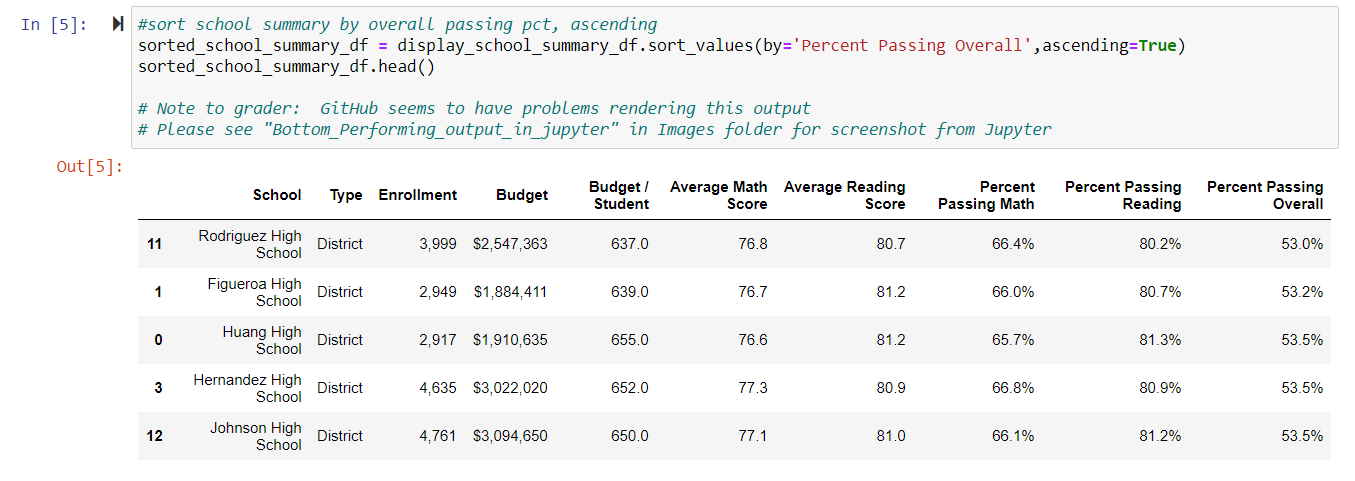 In [5]:
#sort school summary by overall passing pct, ascending
sorted_school_summary_df = display_school_summary_df.sort_values(by='Percent Passing Overall',ascending=True)
sorted_school_summary_df.head()
# Note to grader:  GitHub seems to have problems rendering this output
# Please see "Bottom_Performing_output_in_jupyter" in Images folder for screenshot from Jupyter
Out[5]:
School Type Enrollment Budget Budget / Student Average Math Score Average Reading Score Percent Passing Math Percent Passing Reading Percent Passing Overall
11 Rodriguez High School District 3,999 $2,547,363 637.0 76.8 80.7 66.4% 80.2% 53.0%
1 Figueroa High School District 2,949 $1,884,411 639.0 76.7 81.2 66.0% 80.7% 53.2%
0 Huang High School District 2,917 $1,910,635 655.0 76.6 81.2 65.7% 81.3% 53.5%
3 Hernandez High School District 4,635 $3,022,020 652.0 77.3 80.9 66.8% 80.9% 53.5%
12 Johnson High School District 4,761 $3,094,650 650.0 77.1 81.0 66.1% 81.2% 53.5%